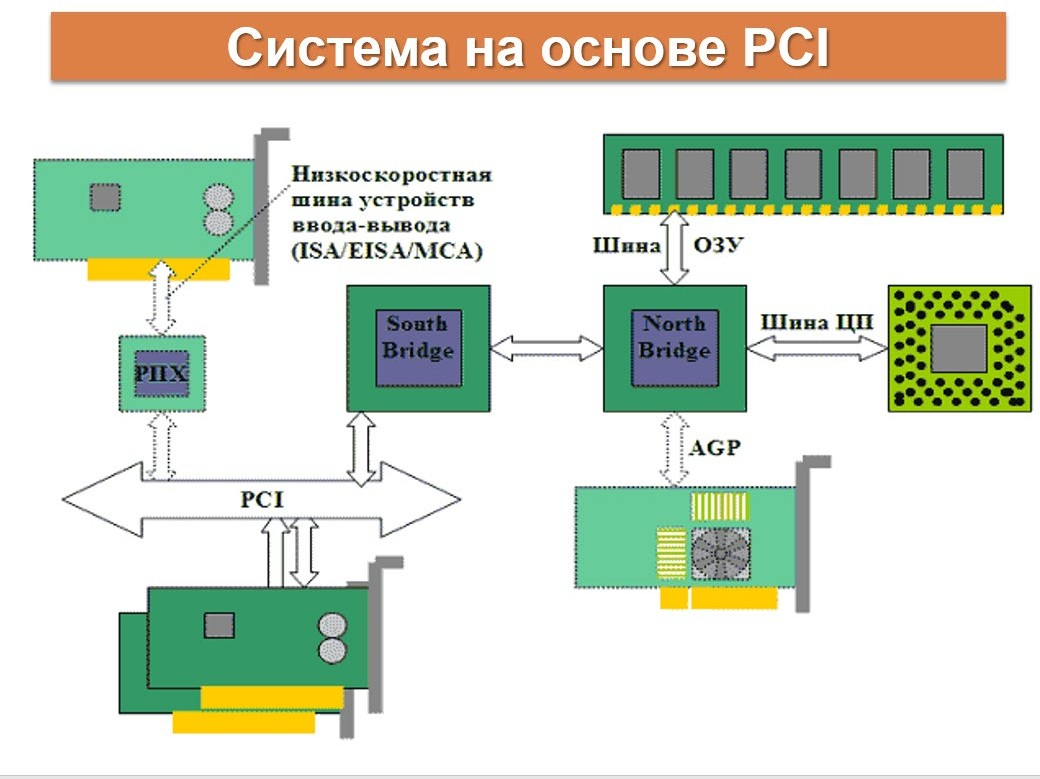 Система на основе PCI
Низкоскоростная
шина устройств
ввода-вывода
(ISA/EISA/MCA)
Шина ОЗУ
South
Bridge
North
Bridge
Шина ЦП
РПХ
AGP
PCI